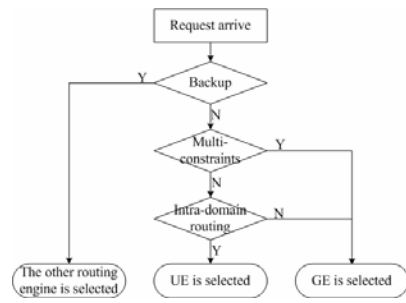 Request arrive
Y
Backup
N
Multi-
constraints
Y
N
Intra-domain
routing
N
Y
The other routing
engine is selected
UE is selected
GE is selected